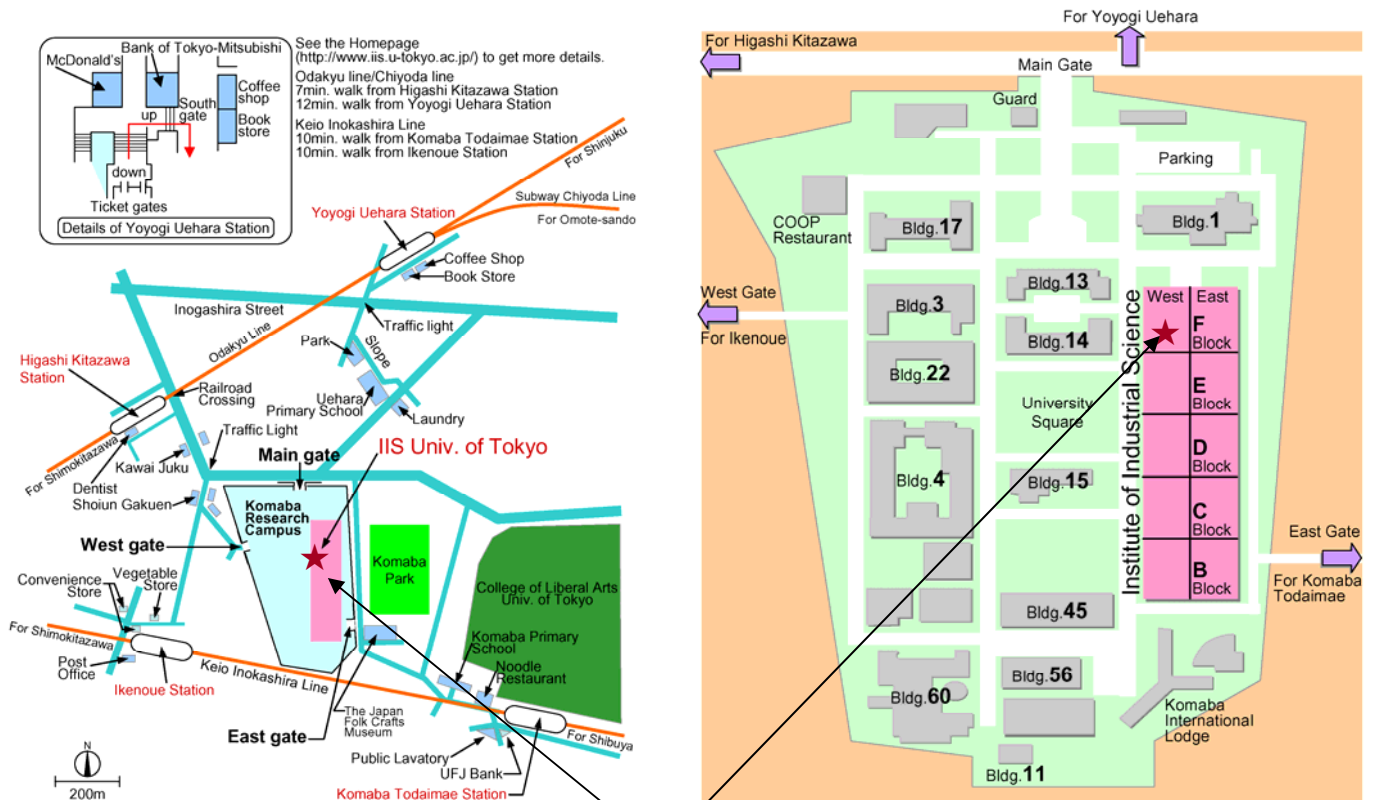 Bank of Tokyo-Mitsubishi
McDonald's
South
gate
up
Coffee
shop
Book
store
down
Ticket gates
Details of Yoyogi Uehara Station
See the Homepage
(http://www.iis.u-tokyo.ac.jp/) to get more details.
Odakyu line/Chiyoda line
7min. walk from Higashi Kitazawa Station
12min. walk from Yoyogi Uehara Station
Keio Inokashira Line
10min. walk from Komaba Todaimae Station
10min. walk from Ikenoue Station
For Shinjuku
Subway Chiyoda Line
For Omote-sando
Yoyogi Uehara Station
Coffee Shop
Book Store
Inogashira Street
Traffic light
Odakyu Line
Park
Slope
Higashi Kitazawa
Station
Railroad
Crossing
Uehara
Primary School
Laundry
Traffic Light
For Shimokitazawa
Kawai Juku
Dentist
Shoiun Gakuen
Main gate
IIS Univ. of Tokyo
Komaba
Research
Campus
West gate
Komaba
Park
College of Liberal Arts
Univ. of Tokyo
Convenience
Store
Vegetable
Store
For Shimokitazawa
Post
Office
Ikenoue Station
Keio Inokashira Line
Komaba Primary
School
Noodle
Restaurant
The Japan
Folk Crafts
Museum
East gate
For Shibuya
Public Lavatory
UFJ Bank
Komaba Todaimae Station
N
200m
For Yoyogi Uehara
For Higashi Kitazawa
Main Gate
Guard
Parking
COOP
Restaurant
Bldg.17
Bldg.1
West Gate
For Ikenoue
Bldg.3
Bldg.13
Bldg.14
Bldg.22
University
Square
Bldg.4
Bldg.15
Institute of Industrial Science
West
East
F
Block
E
Block
D
Block
C
Block
B
Block
East Gate
For Komaba
Todaimae
Bldg.45
Bldg.56
Bldg.60
Komaba
International
Lodge
Bldg.11